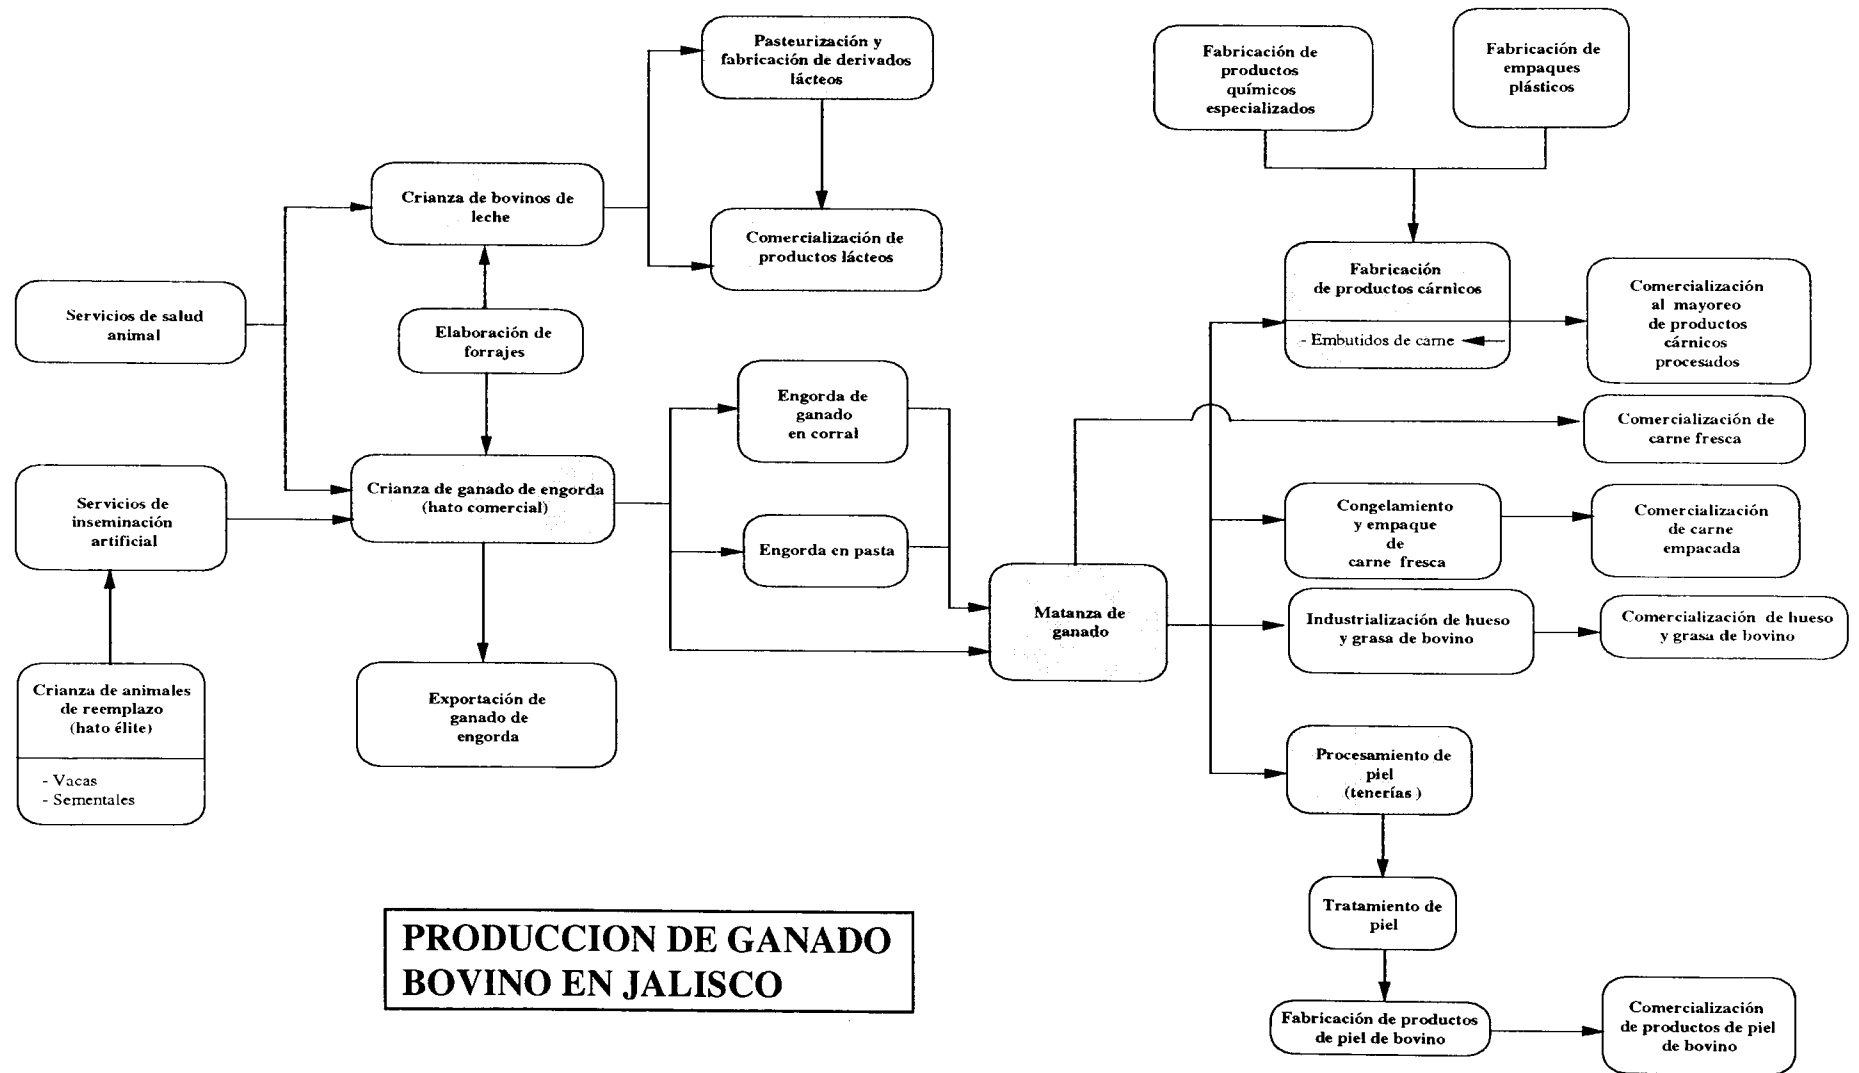 Pasteurización y
fabricación de derivados
lácteos
Fabricación de
productos
químicos
especializados
Fabricación de
empaques
plásticos
Crianza de bovinos de
leche
Comercialización de
productos lácteos
Servicios de salud
animal
Elaboración de
forrajes
Fabricación
de productos cárnicos
- Embutidos de carne
Comercialización
al mayoreo
de productos
cárnicos
procesados
Engorda de
ganado
en corral
Comercialización de
carne fresca
Servicios de
inseminación
artificial
Crianza de ganado de engorda
(hato comercial)
Engorda en pasta
Congelamiento
y empaque
de
carne fresca
Comercialización
de carne
empacada
Matanza de
ganado
Industrialización de hueso
y grasa de bovino
Comercialización de hueso
y grasa de bovino
Crianza de animales
de reemplazo
(hato élite)
- Vacas
- Sementales
Exportación de
ganado de
engorda
Procesamiento de
piel
(tenerías )
Tratamiento de
piel
PRODUCCION DE GANADO
BOVINO EN JALISCO
Fabricación de productos
de piel de bovino
Comercialización
de productos de piel
de bovino